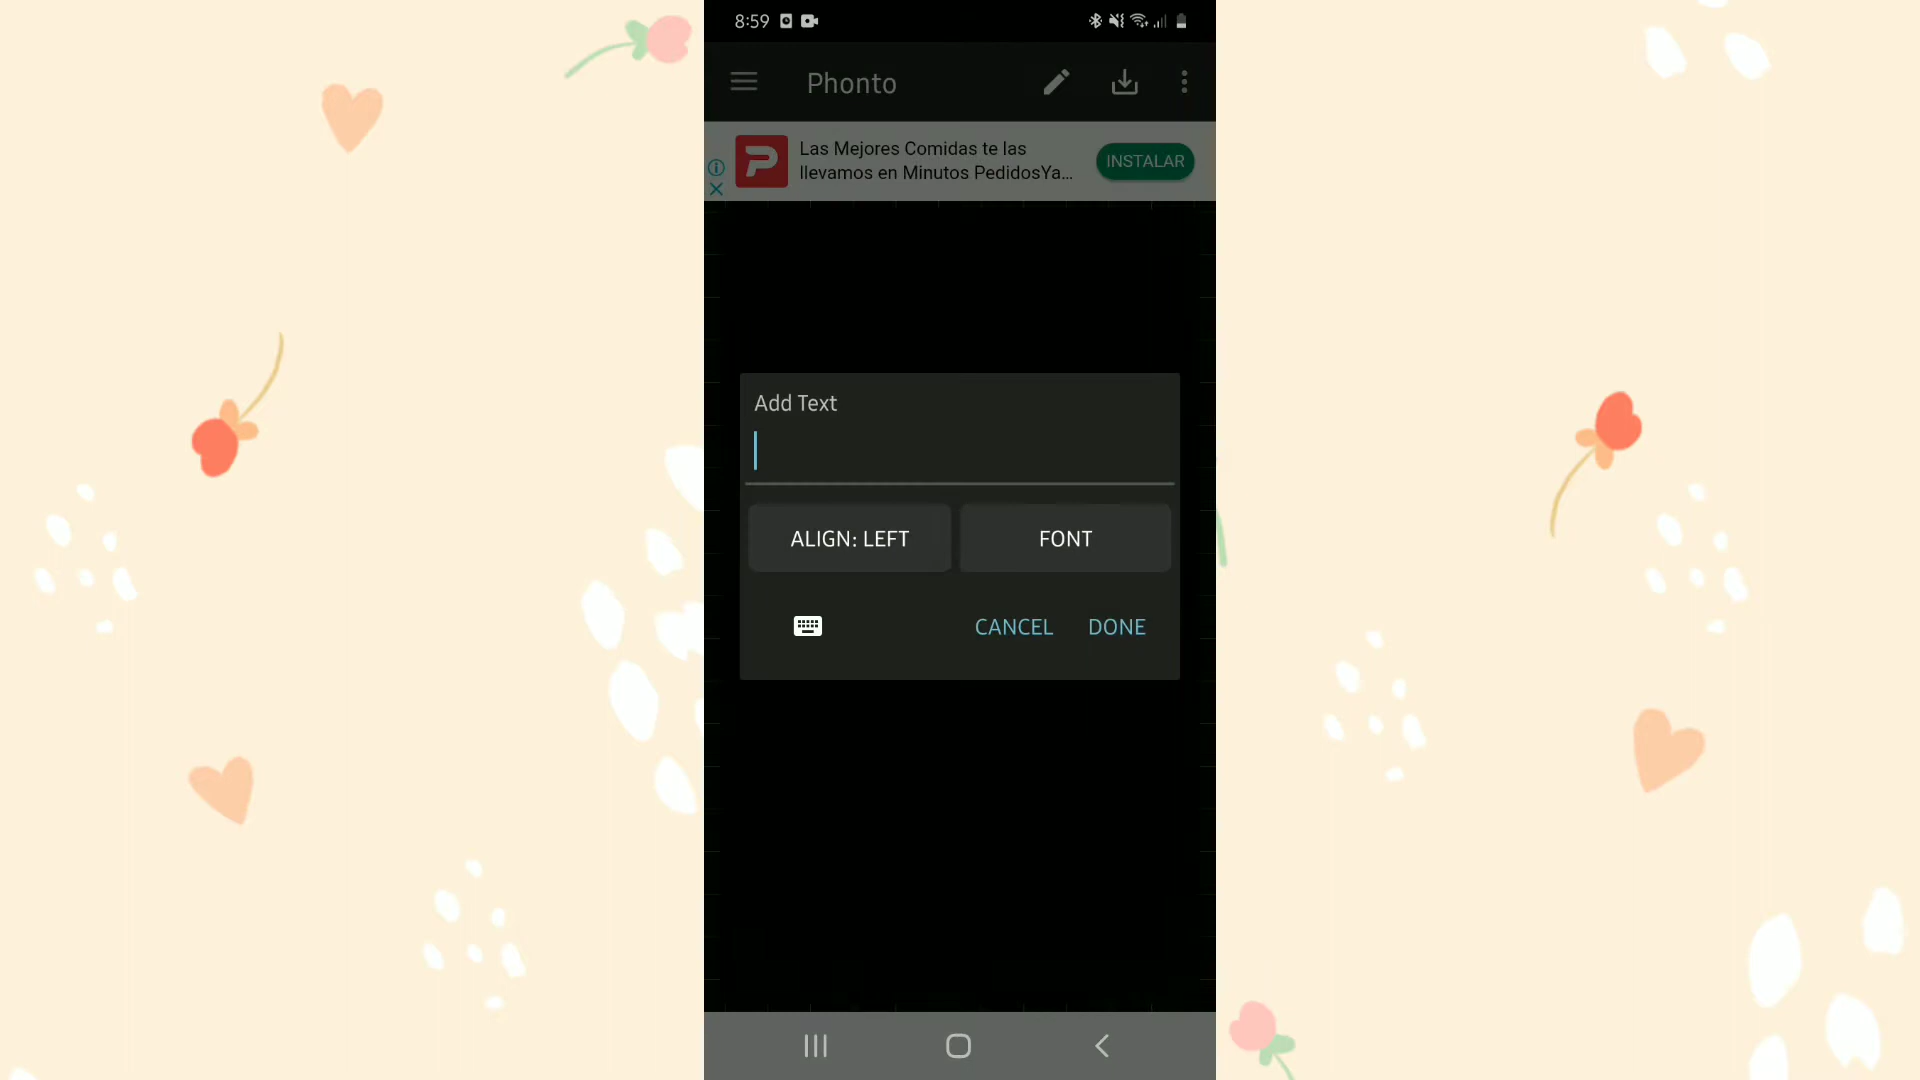 8:59
Phonto
Las Mejores Comidas te las
llevamos en Minutos PedidosYa...
INSTALAR
Add Text
ALIGN: LEFT
FONT
CANCEL
DONE